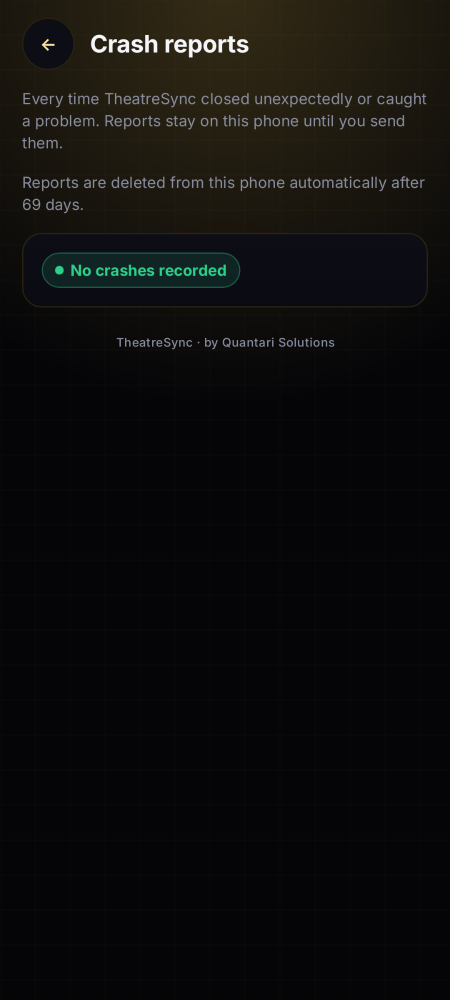 Crash reports
Every time TheatreSync closed unexpectedly or caught
a problem. Reports stay on this phone until you send
them.
Reports are deleted from this phone automatically after
69 days.
No crashes recorded
TheatreSync · by Quantari Solutions